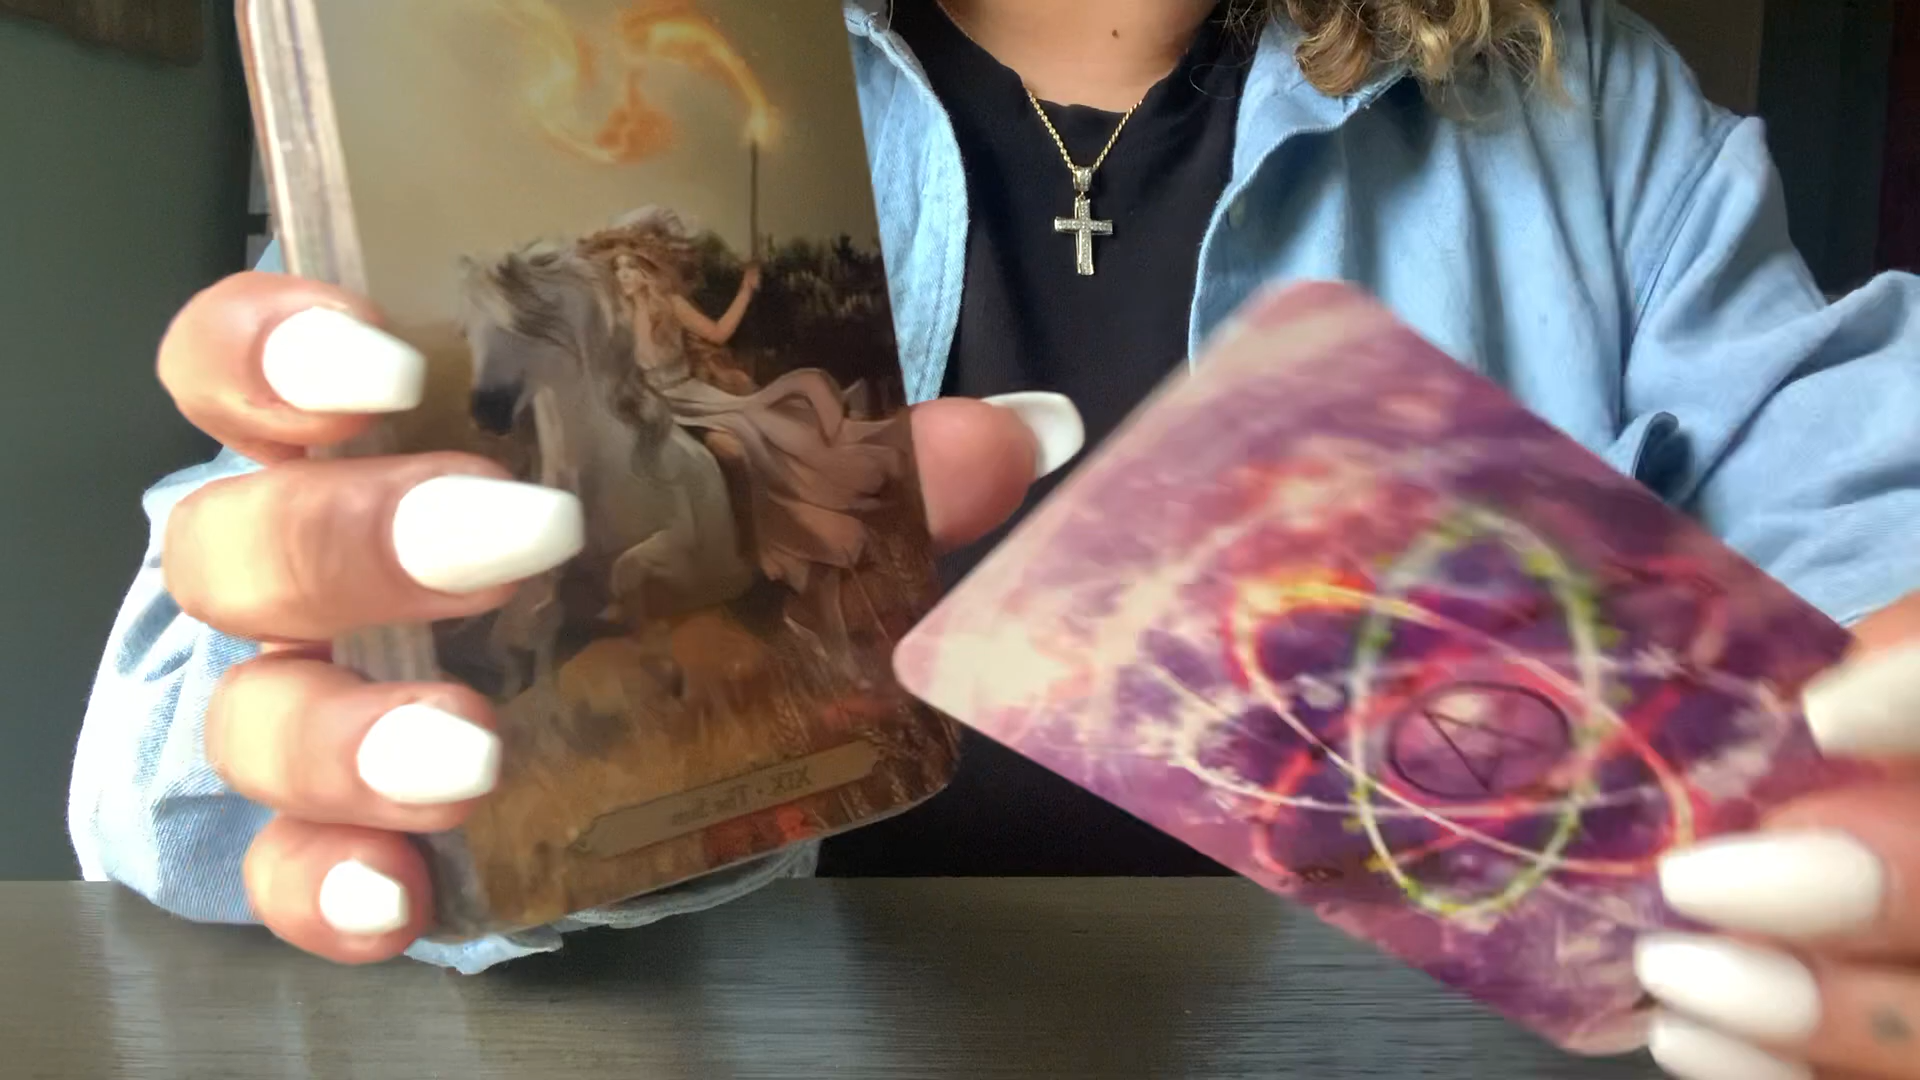 XIX • The Sun